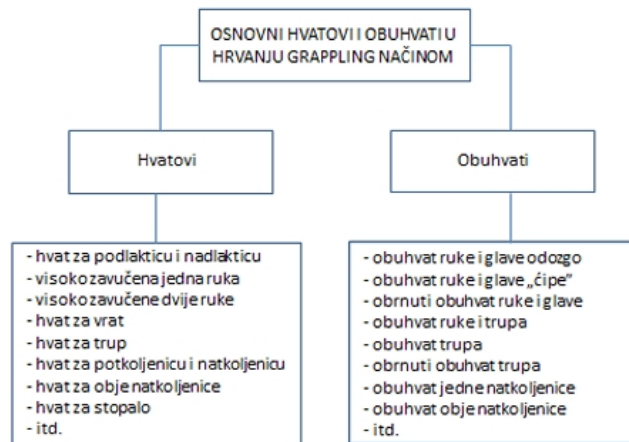 OSNOVNI HVATOVI I OBUHVATI U
HRVANJU GRAPPLING NAČINOM
Hvatovi
Obuhvati
- hvat za podlakticu i nadlakticu
- visoko zavučena jedna ruka
- visoko zavučene dvije ruke
- hvat za vrat
- hvat za trup
- hvat za potkoljenicu i natkoljenicu
- hvat za obje natkoljenice
- hvat za stopalo
- itd.
- obuhvat ruke i glave odozgo
- obuhvat ruke i glave „ćipe”
- obrnuti obuhvat ruke i glave
- obuhvat ruke i trupa
- obuhvat trupa
- obrnuti obuhvat trupa
- obuhvat jedne natkoljenice
- obuhvat obje natkoljenice
- itd.